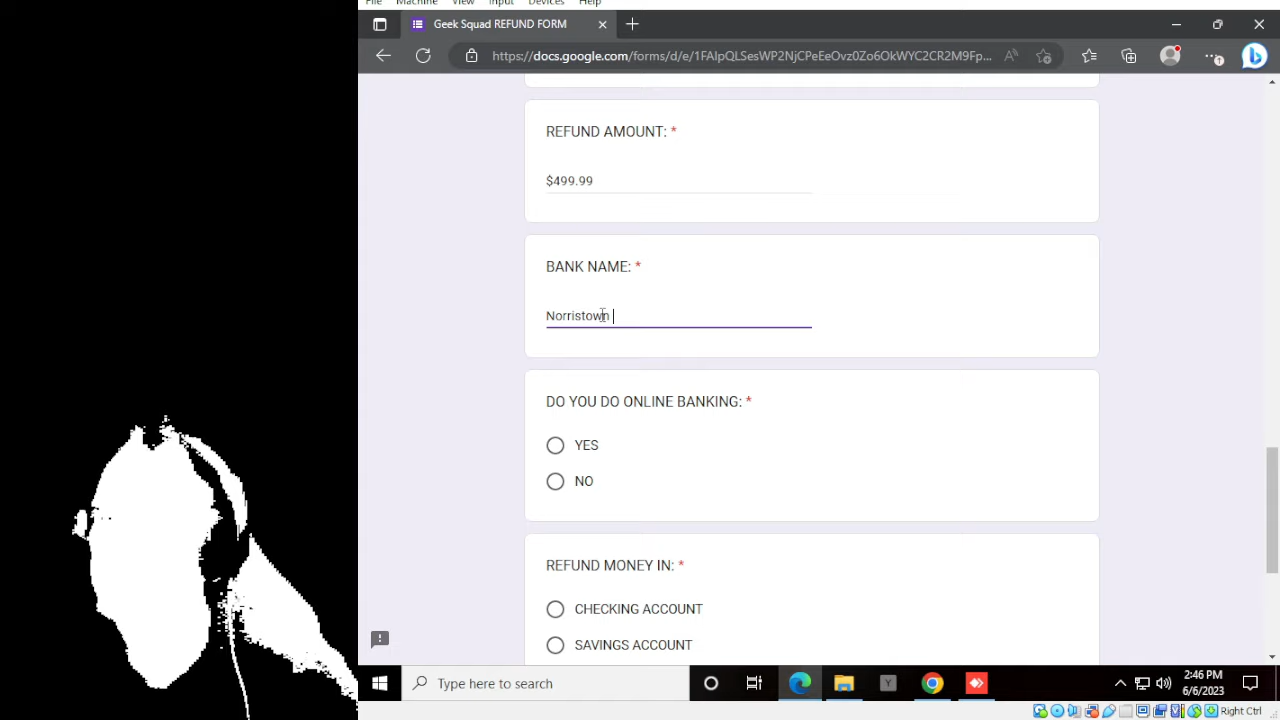 File Machine View Input Devices Help
Geek Squad REFUND FORM
https://docs.google.com/forms/d/e/1FAIpQLSesWP2NjCPeEeOvz0Zo6OkWYC2CR2M9Fp...
REFUND AMOUNT: *
$499.99
BANK NAME: *
Norristown
DO YOU DO ONLINE BANKING: *
YES
NO
REFUND MONEY IN: *
CHECKING ACCOUNT
SAVINGS ACCOUNT
Type here to search
2:46 PM
6/6/2023
Right Ctrl